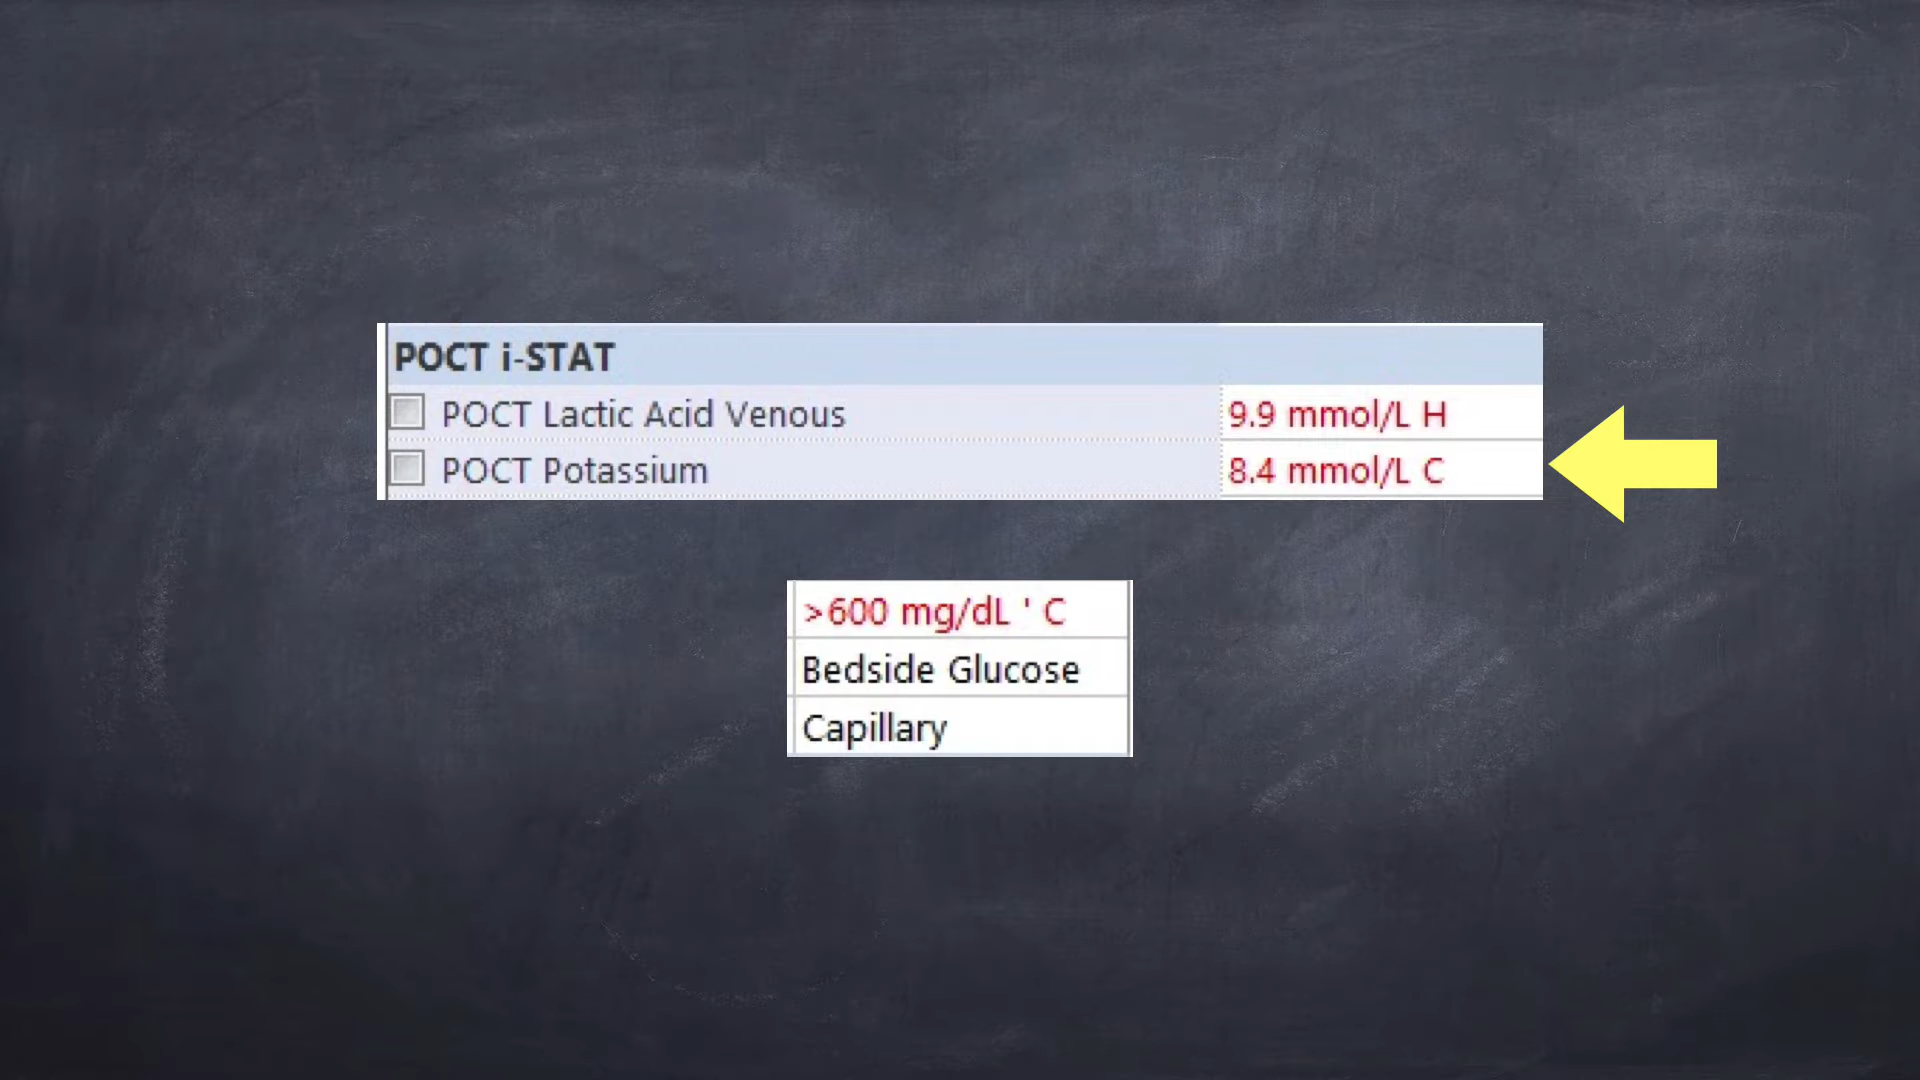 POCT i-STAT
POCT Lactic Acid Venous 9.9 mmol/L H
POCT Potassium 8.4 mmol/L C
>600 mg/dL ' C
Bedside Glucose
Capillary